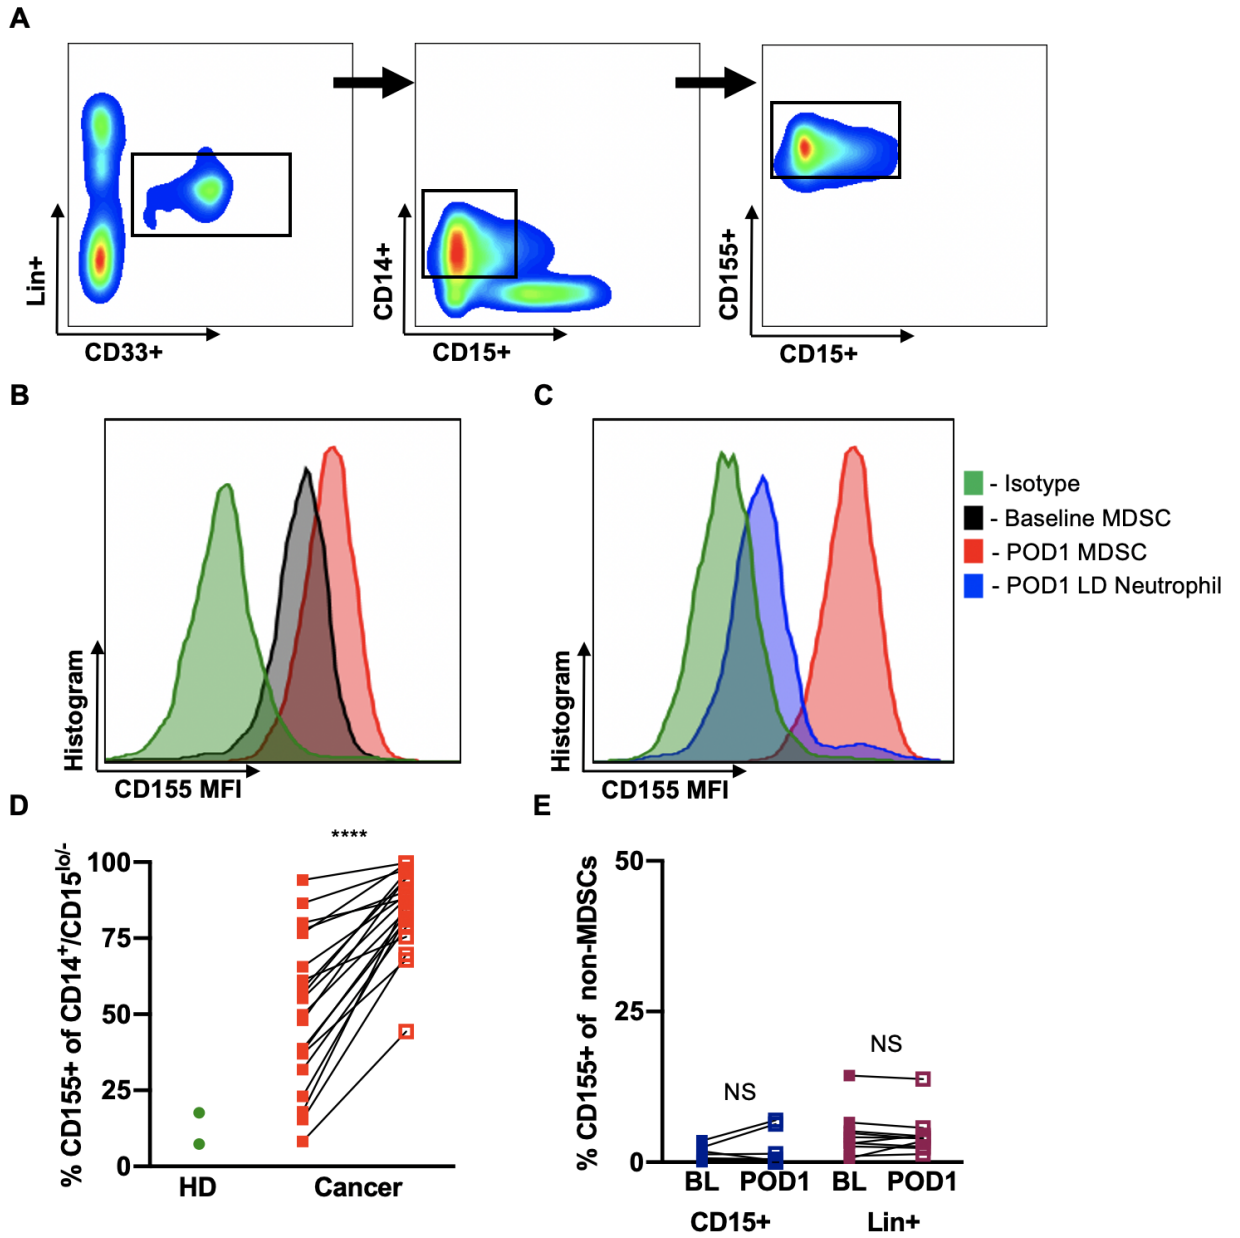 A
Lin+
CD33+
CD14+
CD15+
CD155+
CD15+
B
Histogram
CD155 MFI
C
Histogram
CD155 MFI
- Isotype
- Baseline MDSC
- POD1 MDSC
- POD1 LD Neutrophil
D
% CD155+ of CD14+/CD15lo/-
100
75
50
25
0
****
HD
Cancer
E
% CD155+ of non-MDSCs
50
25
0
NS
NS
BL POD1 BL POD1
CD15+
Lin+